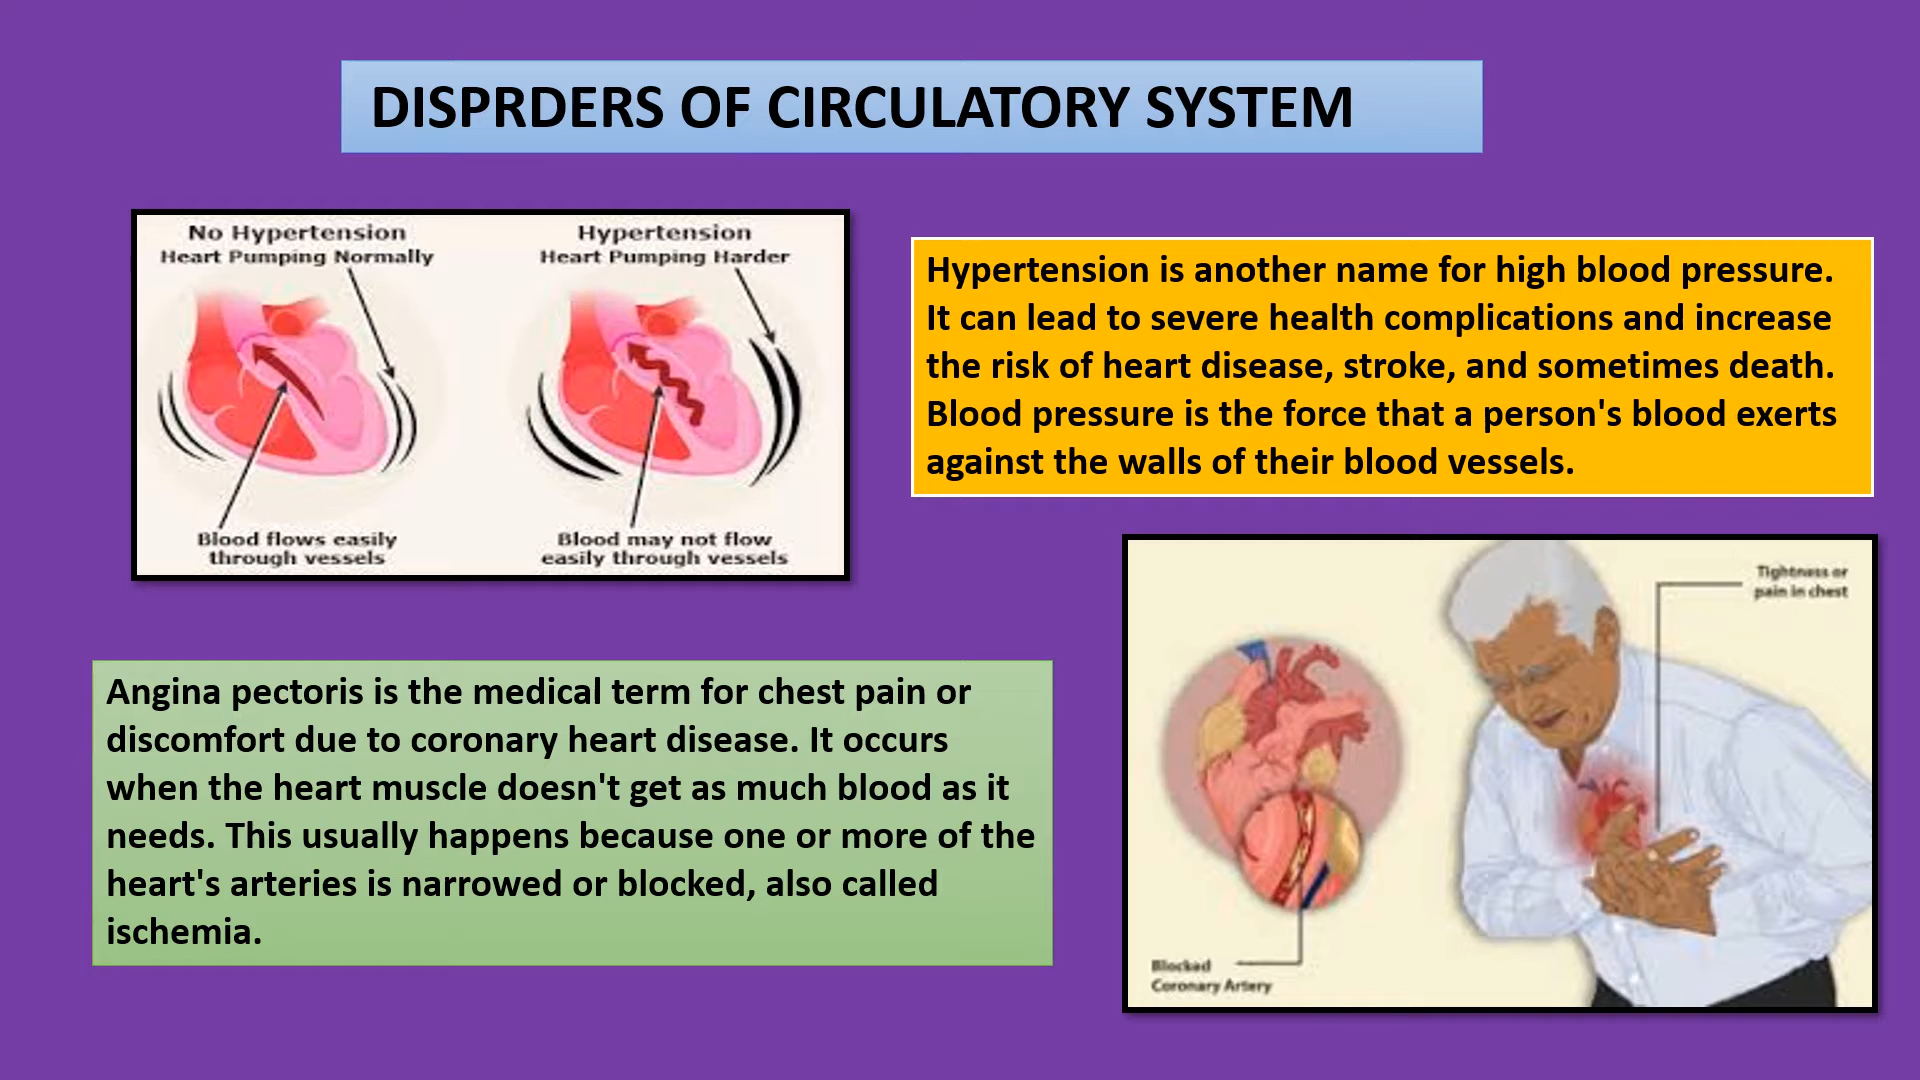 DISPRDERS OF CIRCULATORY SYSTEM
No Hypertension
Heart Pumping Normally
Hypertension
Heart Pumping Harder
Blood flows easily
through vessels
Blood may not flow
easily through vessels
Hypertension is another name for high blood pressure.
It can lead to severe health complications and increase
the risk of heart disease, stroke, and sometimes death.
Blood pressure is the force that a person's blood exerts
against the walls of their blood vessels.
Angina pectoris is the medical term for chest pain or
discomfort due to coronary heart disease. It occurs
when the heart muscle doesn't get as much blood as it
needs. This usually happens because one or more of the
heart's arteries is narrowed or blocked, also called
ischemia.
Tightness or
pain in chest
Blocked
Coronary Artery